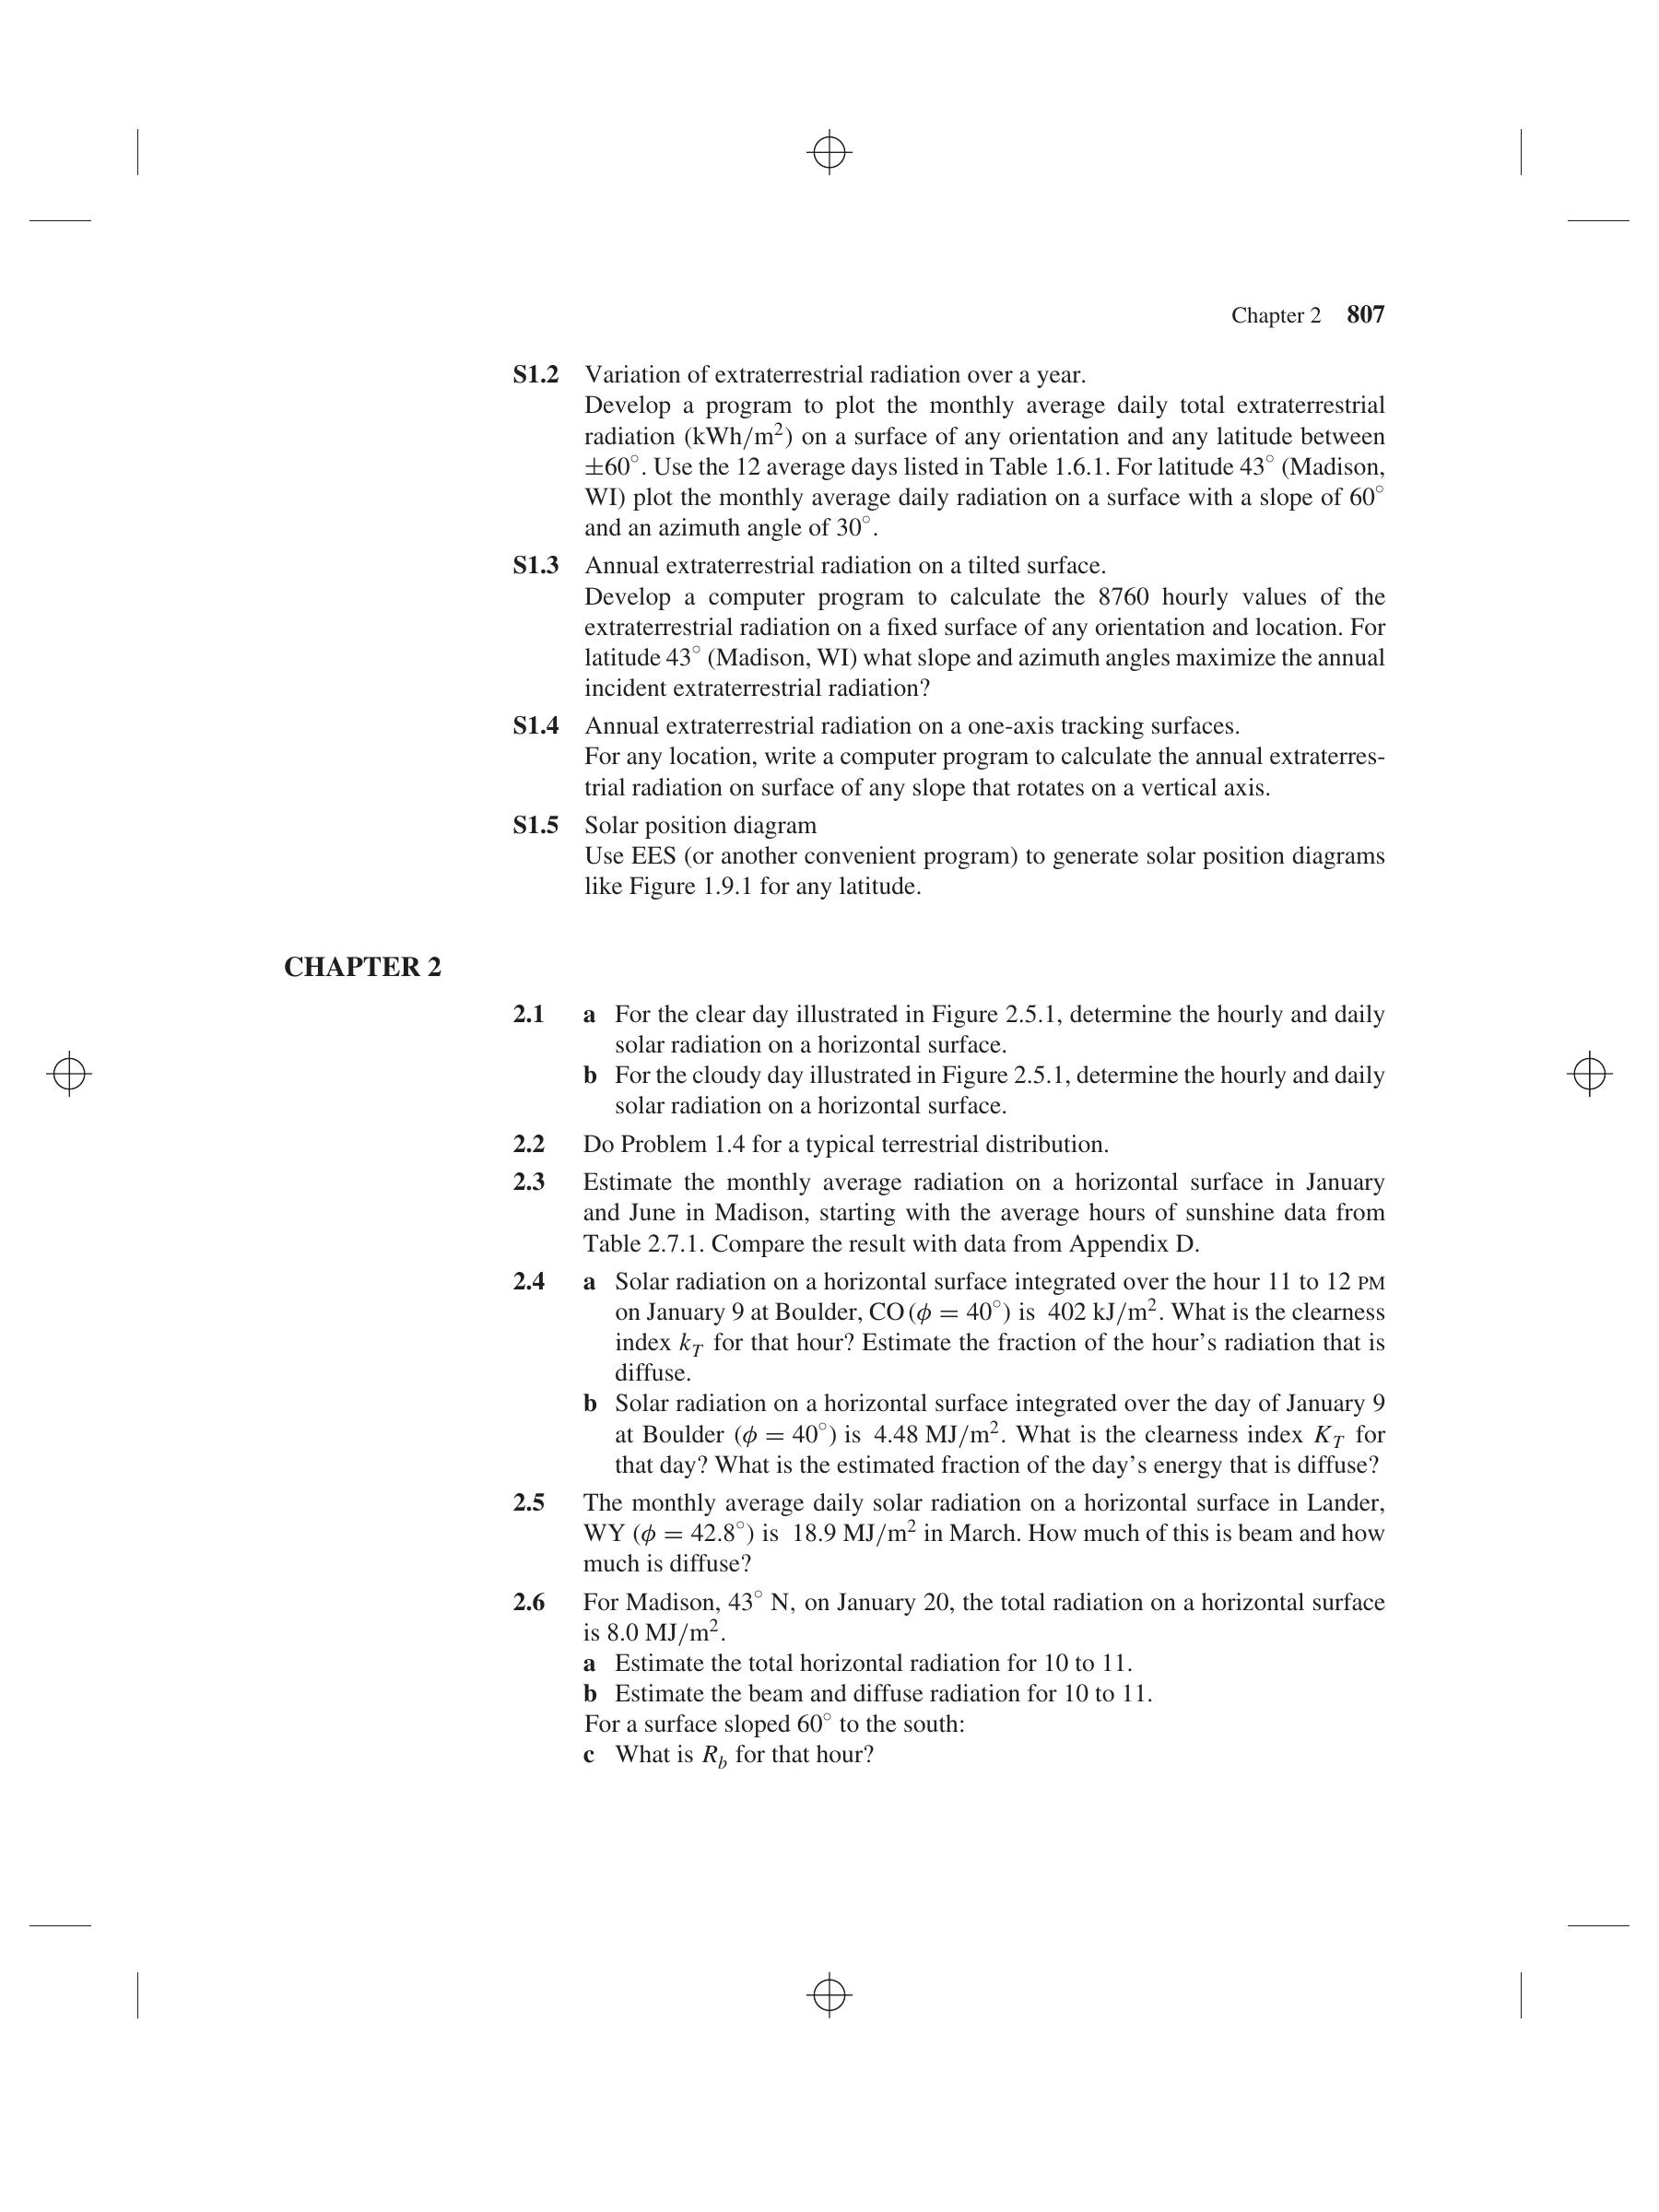 Chapter 2 807
S1.2 Variation of extraterrestrial radiation over a year.
Develop a program to plot the monthly average daily total extraterrestrial
radiation (kWh/m²) on a surface of any orientation and any latitude between
±60°. Use the 12 average days listed in Table 1.6.1. For latitude 43° (Madison,
WI) plot the monthly average daily radiation on a surface with a slope of 60°
and an azimuth angle of 30°.
S1.3 Annual extraterrestrial radiation on a tilted surface.
Develop a computer program to calculate the 8760 hourly values of the
extraterrestrial radiation on a fixed surface of any orientation and location. For
latitude 43° (Madison, WI) what slope and azimuth angles maximize the annual
incident extraterrestrial radiation?
S1.4 Annual extraterrestrial radiation on a one-axis tracking surfaces.
For any location, write a computer program to calculate the annual extraterres-
trial radiation on surface of any slope that rotates on a vertical axis.
S1.5 Solar position diagram
Use EES (or another convenient program) to generate solar position diagrams
like Figure 1.9.1 for any latitude.
CHAPTER 2
2.1 a For the clear day illustrated in Figure 2.5.1, determine the hourly and daily
solar radiation on a horizontal surface.
b For the cloudy day illustrated in Figure 2.5.1, determine the hourly and daily
solar radiation on a horizontal surface.
2.2 Do Problem 1.4 for a typical terrestrial distribution.
2.3 Estimate the monthly average radiation on a horizontal surface in January
and June in Madison, starting with the average hours of sunshine data from
Table 2.7.1. Compare the result with data from Appendix D.
2.4 a Solar radiation on a horizontal surface integrated over the hour 11 to 12 PM
on January 9 at Boulder, CO (ϕ = 40°) is 402 kJ/m². What is the clearness
index k_T for that hour? Estimate the fraction of the hour's radiation that is
diffuse.
b Solar radiation on a horizontal surface integrated over the day of January 9
at Boulder (ϕ = 40°) is 4.48 MJ/m². What is the clearness index K_T for
that day? What is the estimated fraction of the day's energy that is diffuse?
2.5 The monthly average daily solar radiation on a horizontal surface in Lander,
WY (ϕ = 42.8°) is 18.9 MJ/m² in March. How much of this is beam and how
much is diffuse?
2.6 For Madison, 43° N, on January 20, the total radiation on a horizontal surface
is 8.0 MJ/m².
a Estimate the total horizontal radiation for 10 to 11.
b Estimate the beam and diffuse radiation for 10 to 11.
For a surface sloped 60° to the south:
c What is R_b for that hour?